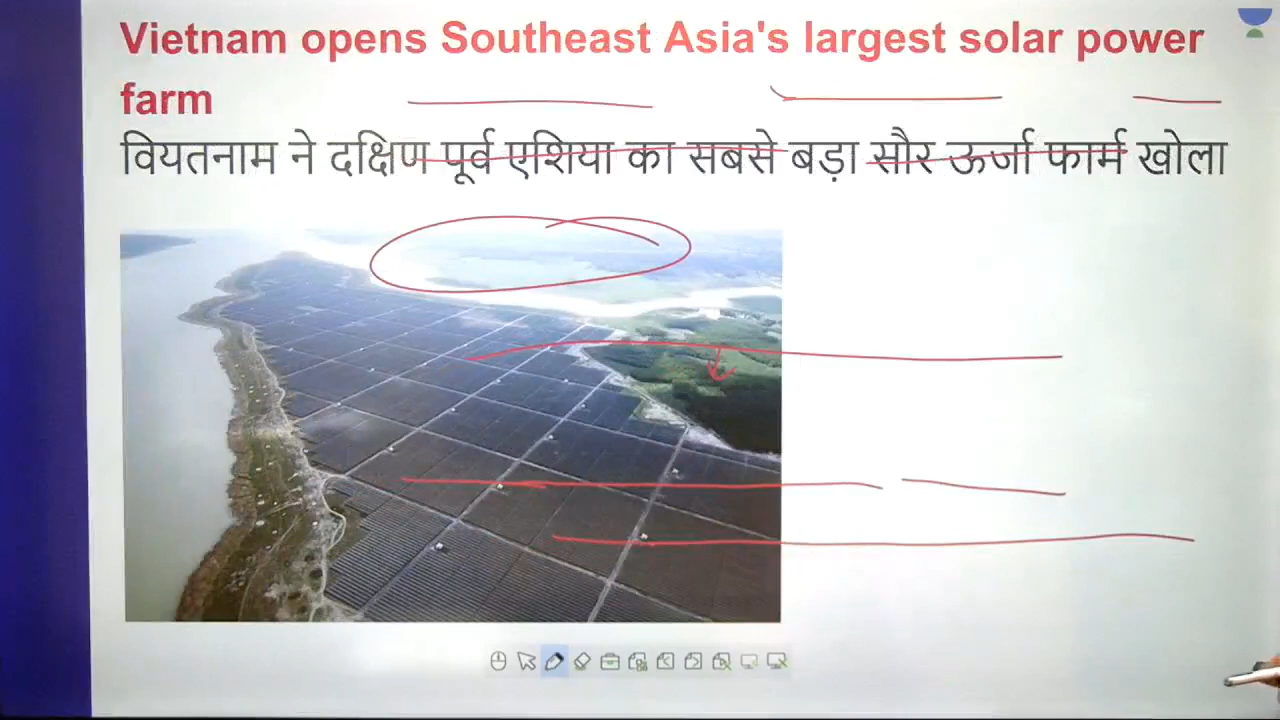 Vietnam opens Southeast Asia's largest solar power
farm
वियतनाम ने दक्षिण पूर्व एशिया का सबसे बड़ा सौर ऊर्जा फार्म खोला